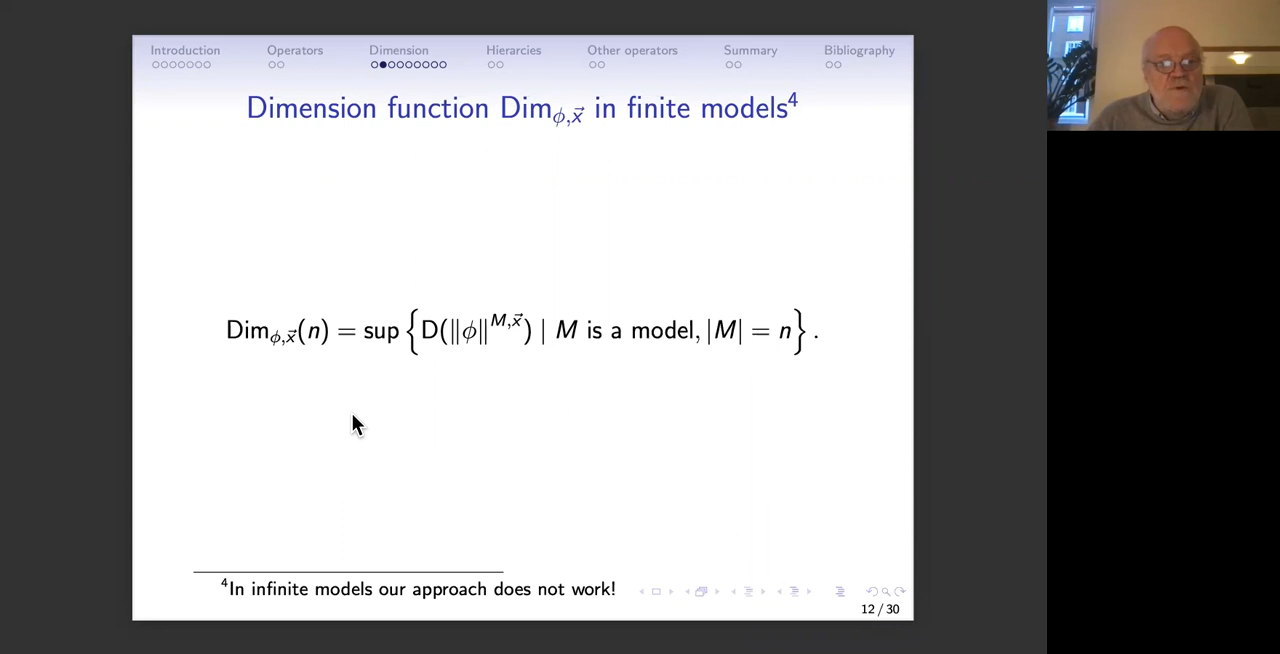 Introduction Operators Dimension Hierarcies Other operators Summary Bibliography
Dimension function Dim_{ϕ,x⃗} in finite models⁴
Dim_{ϕ,x⃗}(n) = sup { D(‖ϕ‖^{M,x⃗}) | M is a model, |M| = n } .
⁴In infinite models our approach does not work!
12 / 30